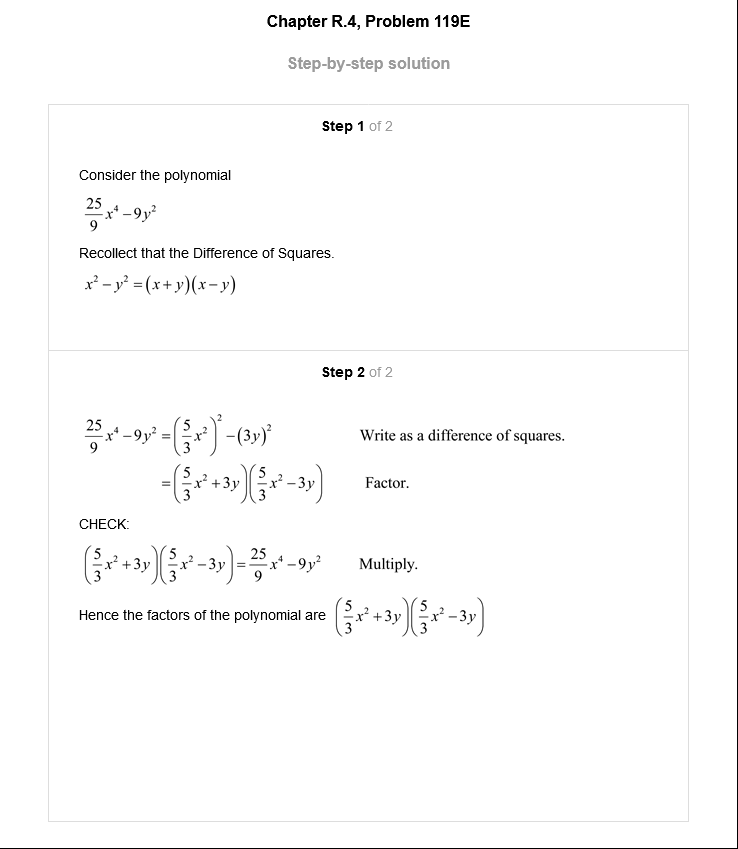 Chapter R.4, Problem 119E
Step-by-step solution
Step 1 of 2
Consider the polynomial
$\frac{25}{9}x^4 - 9y^2$
Recollect that the Difference of Squares.
$x^2 - y^2 = (x+y)(x-y)$
Step 2 of 2
$\frac{25}{9}x^4 - 9y^2 = \left(\frac{5}{3}x^2\right)^2 - (3y)^2$ Write as a difference of squares.
$= \left(\frac{5}{3}x^2 + 3y\right)\left(\frac{5}{3}x^2 - 3y\right)$ Factor.
CHECK:
$\left(\frac{5}{3}x^2 + 3y\right)\left(\frac{5}{3}x^2 - 3y\right) = \frac{25}{9}x^4 - 9y^2$ Multiply.
Hence the factors of the polynomial are $\left(\frac{5}{3}x^2 + 3y\right)\left(\frac{5}{3}x^2 - 3y\right)$